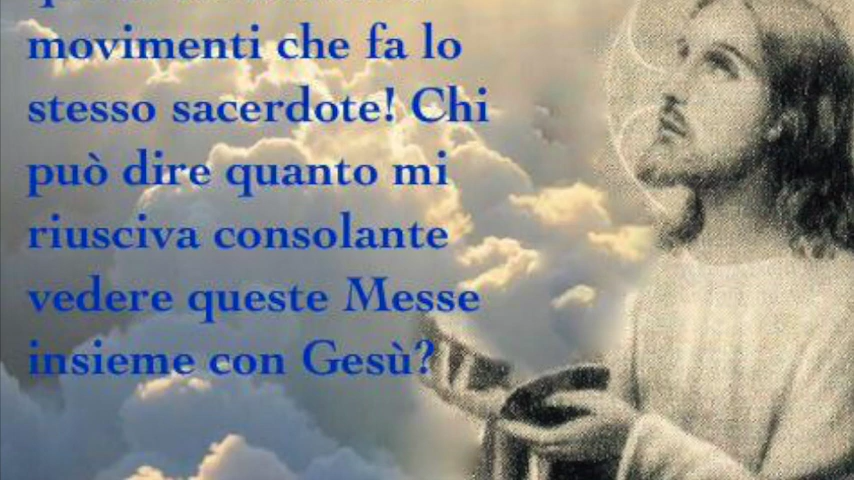 movimenti che fa lo
stesso sacerdote! Chi
può dire quanto mi
riusciva consolante
vedere queste Messe
insieme con Gesù?